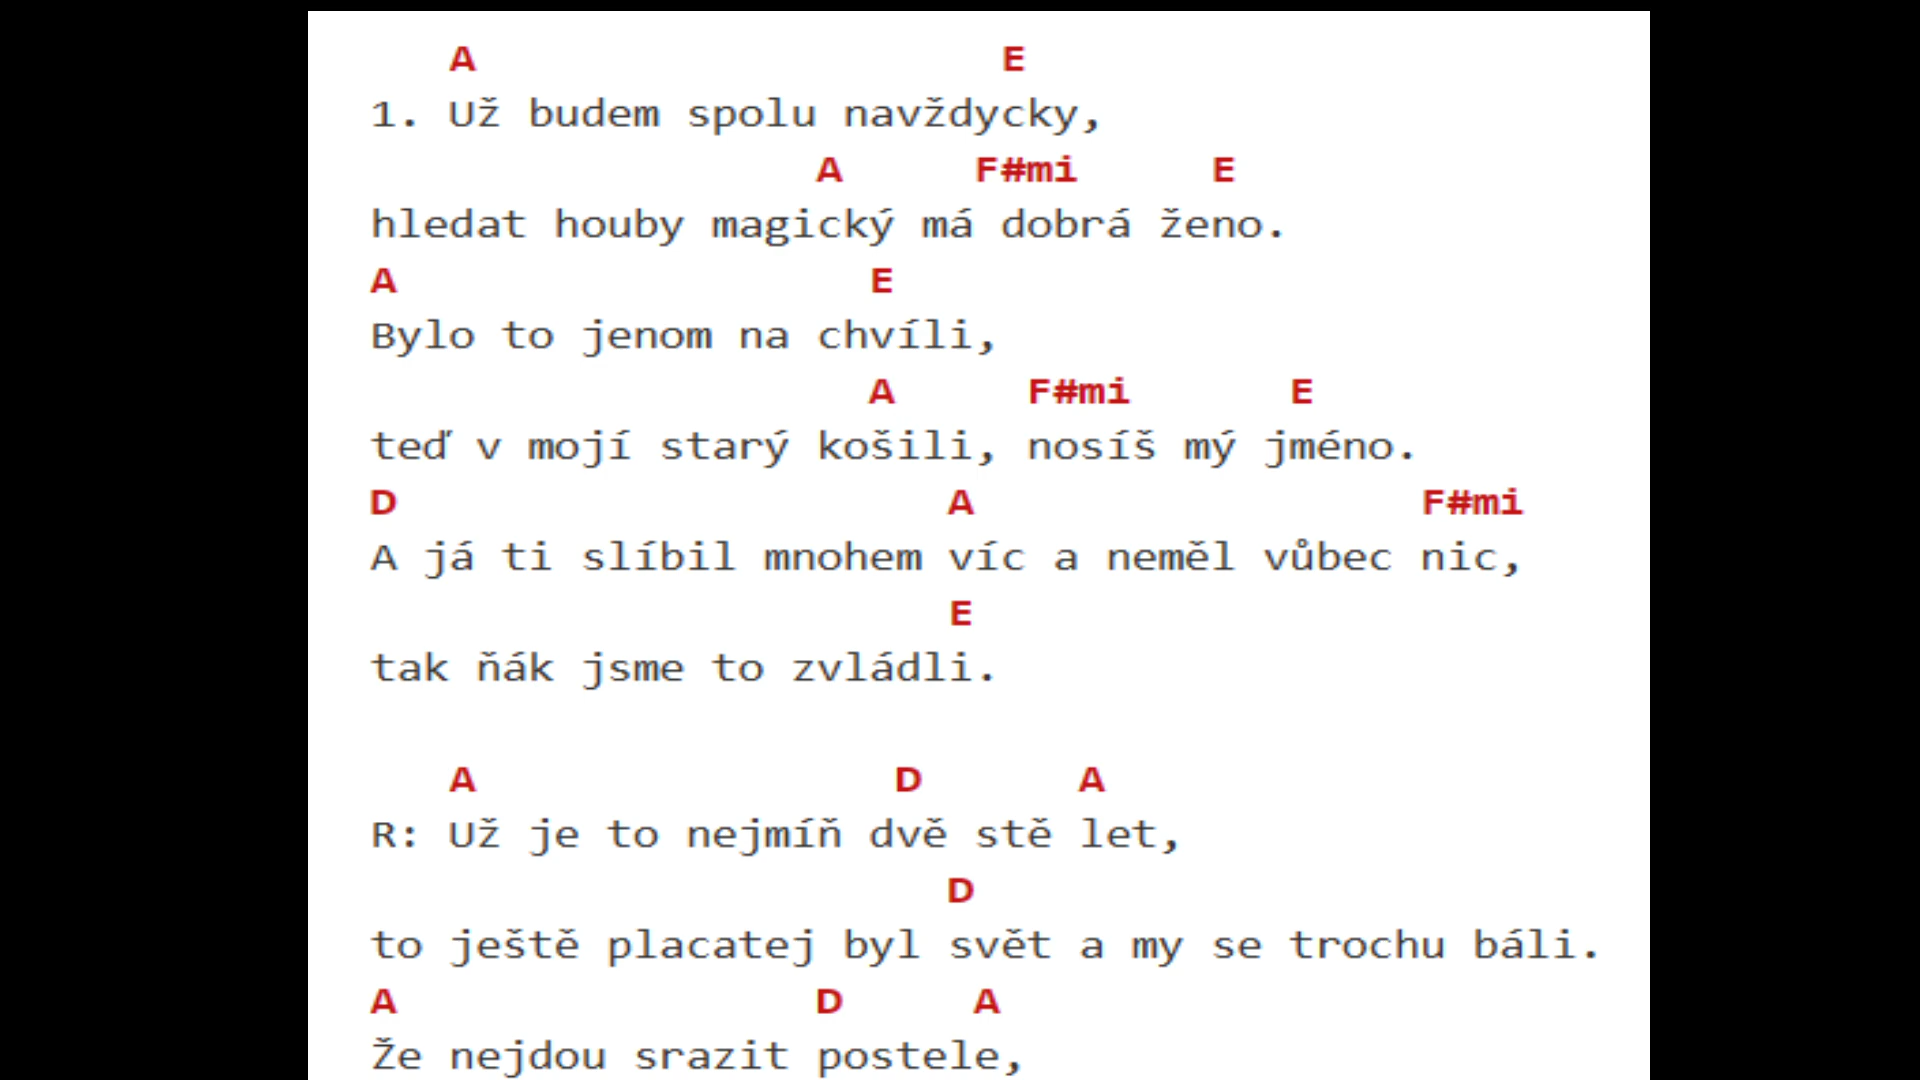 A E
1. Už budem spolu navždycky,
A F#mi E
hledat houby magický má dobrá ženo.
A E
Bylo to jenom na chvíli,
A F#mi E
teď v mojí starý košili, nosíš mý jméno.
D A F#mi
A já ti slíbil mnohem víc a neměl vůbec nic,
E
tak ňák jsme to zvládli.
A D A
R: Už je to nejmíň dvě stě let,
D
to ještě placatej byl svět a my se trochu báli.
A D A
Že nejdou srazit postele,